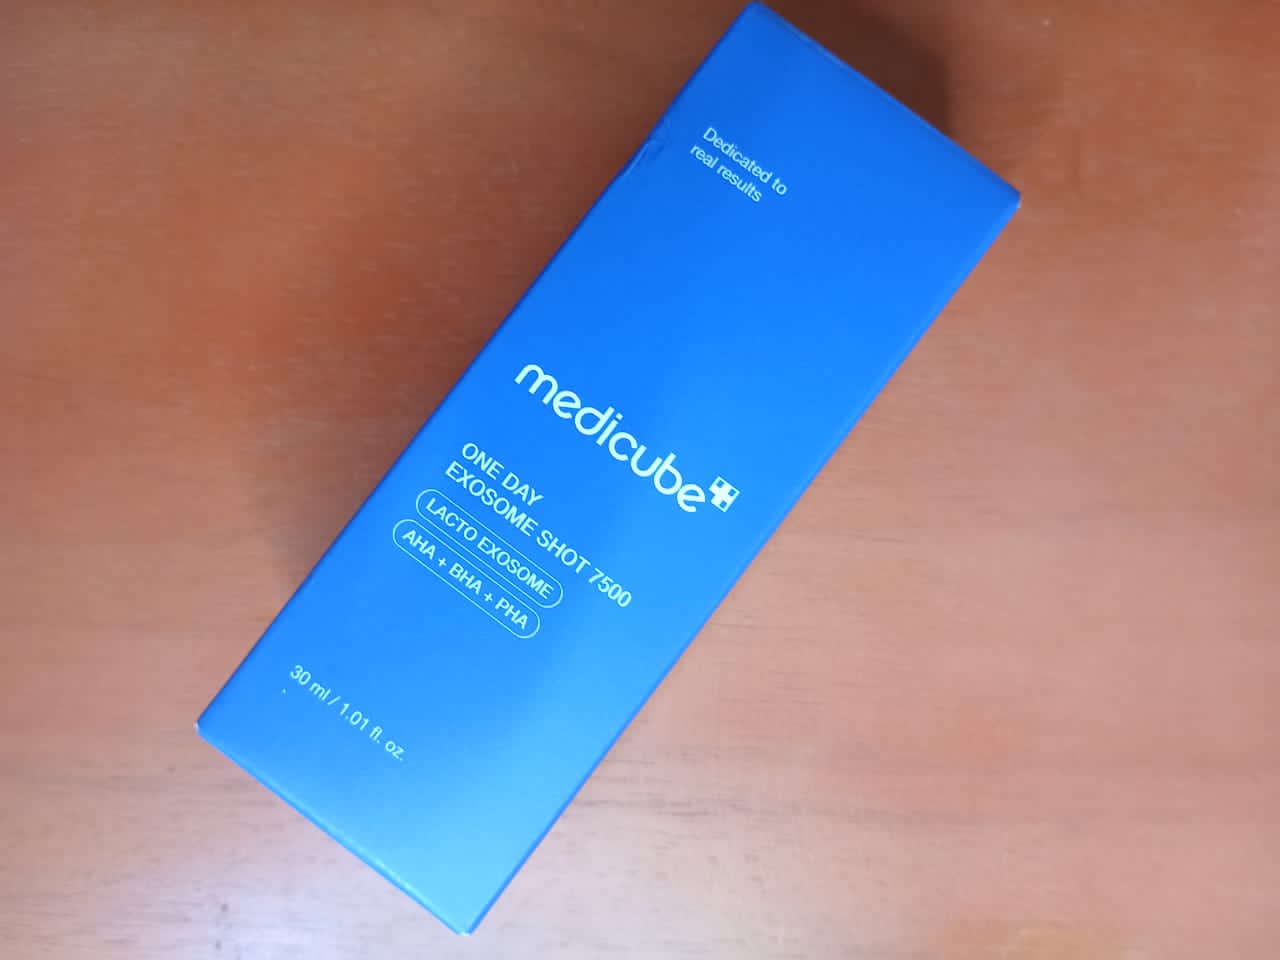 Dedicated to
real results
medicube
ONE DAY
EXOSOME SHOT 7500
LACTO EXOSOME
AHA + BHA + PHA
30 ml / 1.01 fl. oz.